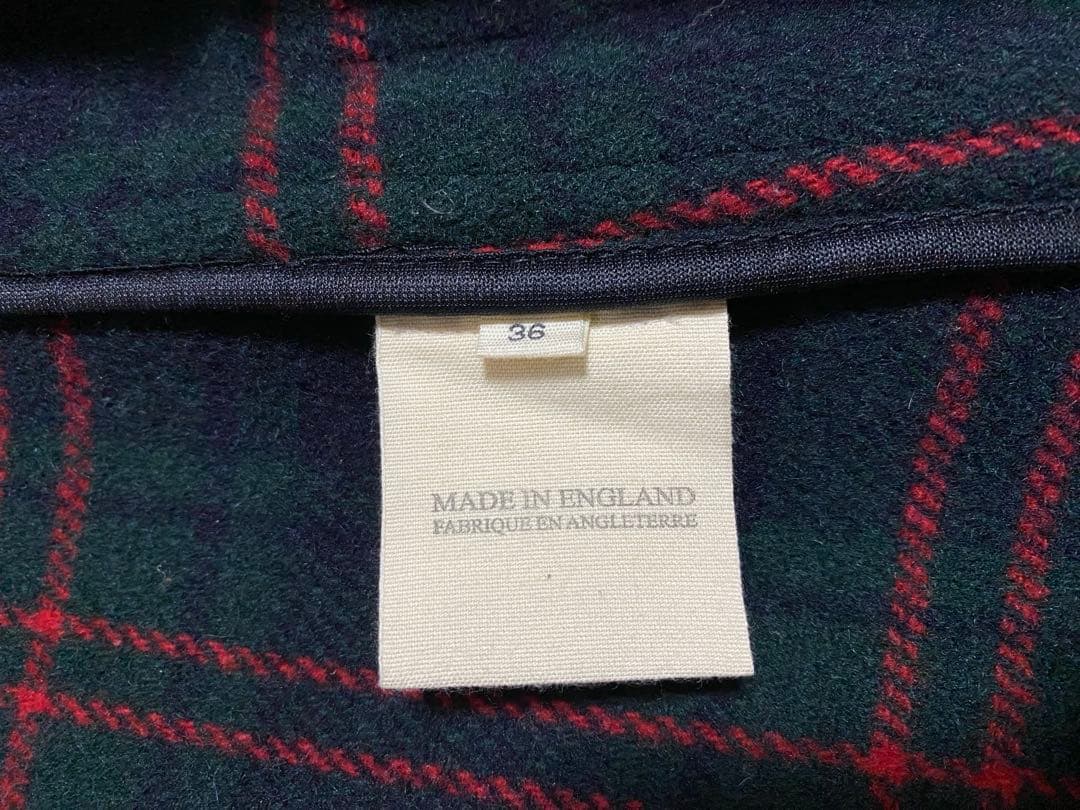 36
MADE IN ENGLAND
FABRIQUE EN ANGLETERRE